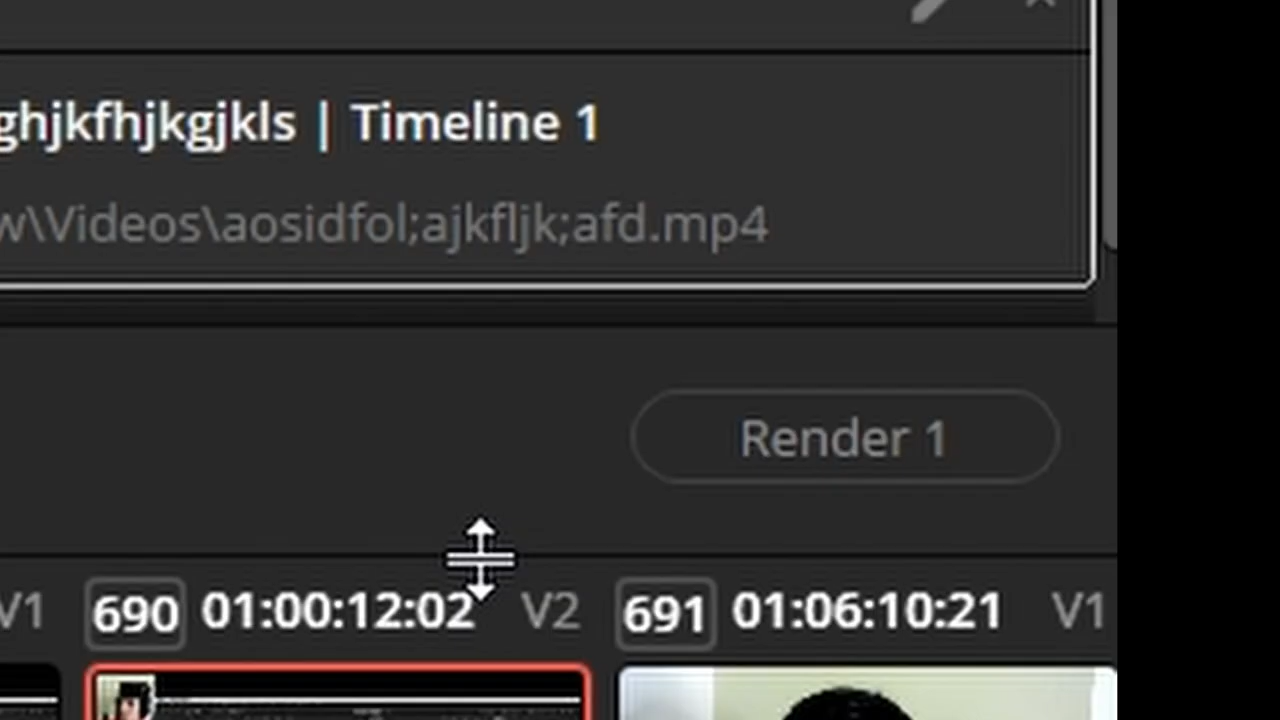 ghjkfhjkgjkls | Timeline 1
w\Videos\aosidfol;ajkfljk;afd.mp4
Render 1
V1 690 01:00:12:02 V2 691 01:06:10:21 V1